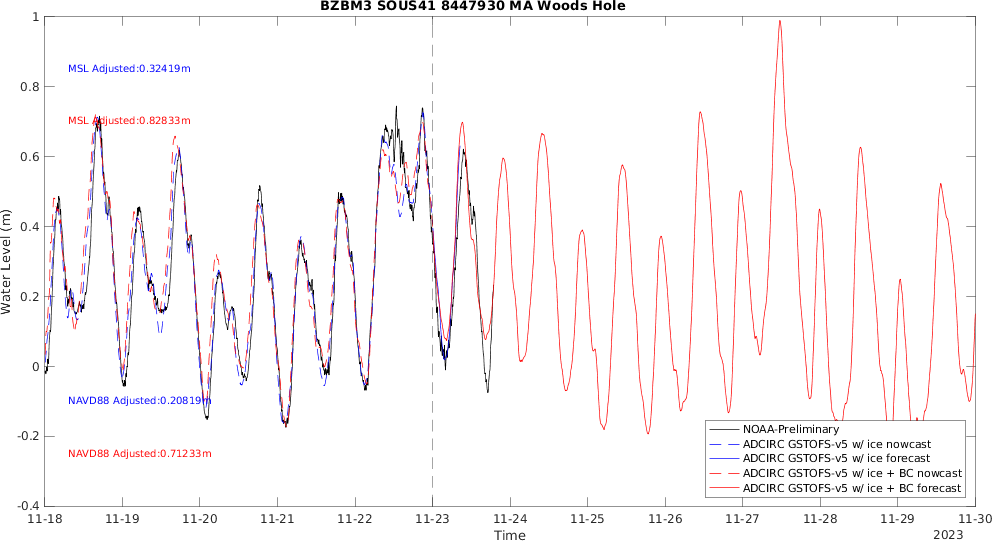 BZBM3 SOUS41 8447930 MA Woods Hole
1
0.8
0.6
0.4
0.2
0
-0.2
-0.4
Water Level (m)
MSL Adjusted:0.32419m
MSL Adjusted:0.82833m
NAVD88 Adjusted:0.20819m
NAVD88 Adjusted:0.71233m
NOAA-Preliminary
ADCIRC GSTOFS-v5 w/ ice nowcast
ADCIRC GSTOFS-v5 w/ ice forecast
ADCIRC GSTOFS-v5 w/ ice + BC nowcast
ADCIRC GSTOFS-v5 w/ ice + BC forecast
11-18 11-19 11-20 11-21 11-22 11-23 11-24 11-25 11-26 11-27 11-28 11-29 11-30
Time
2023